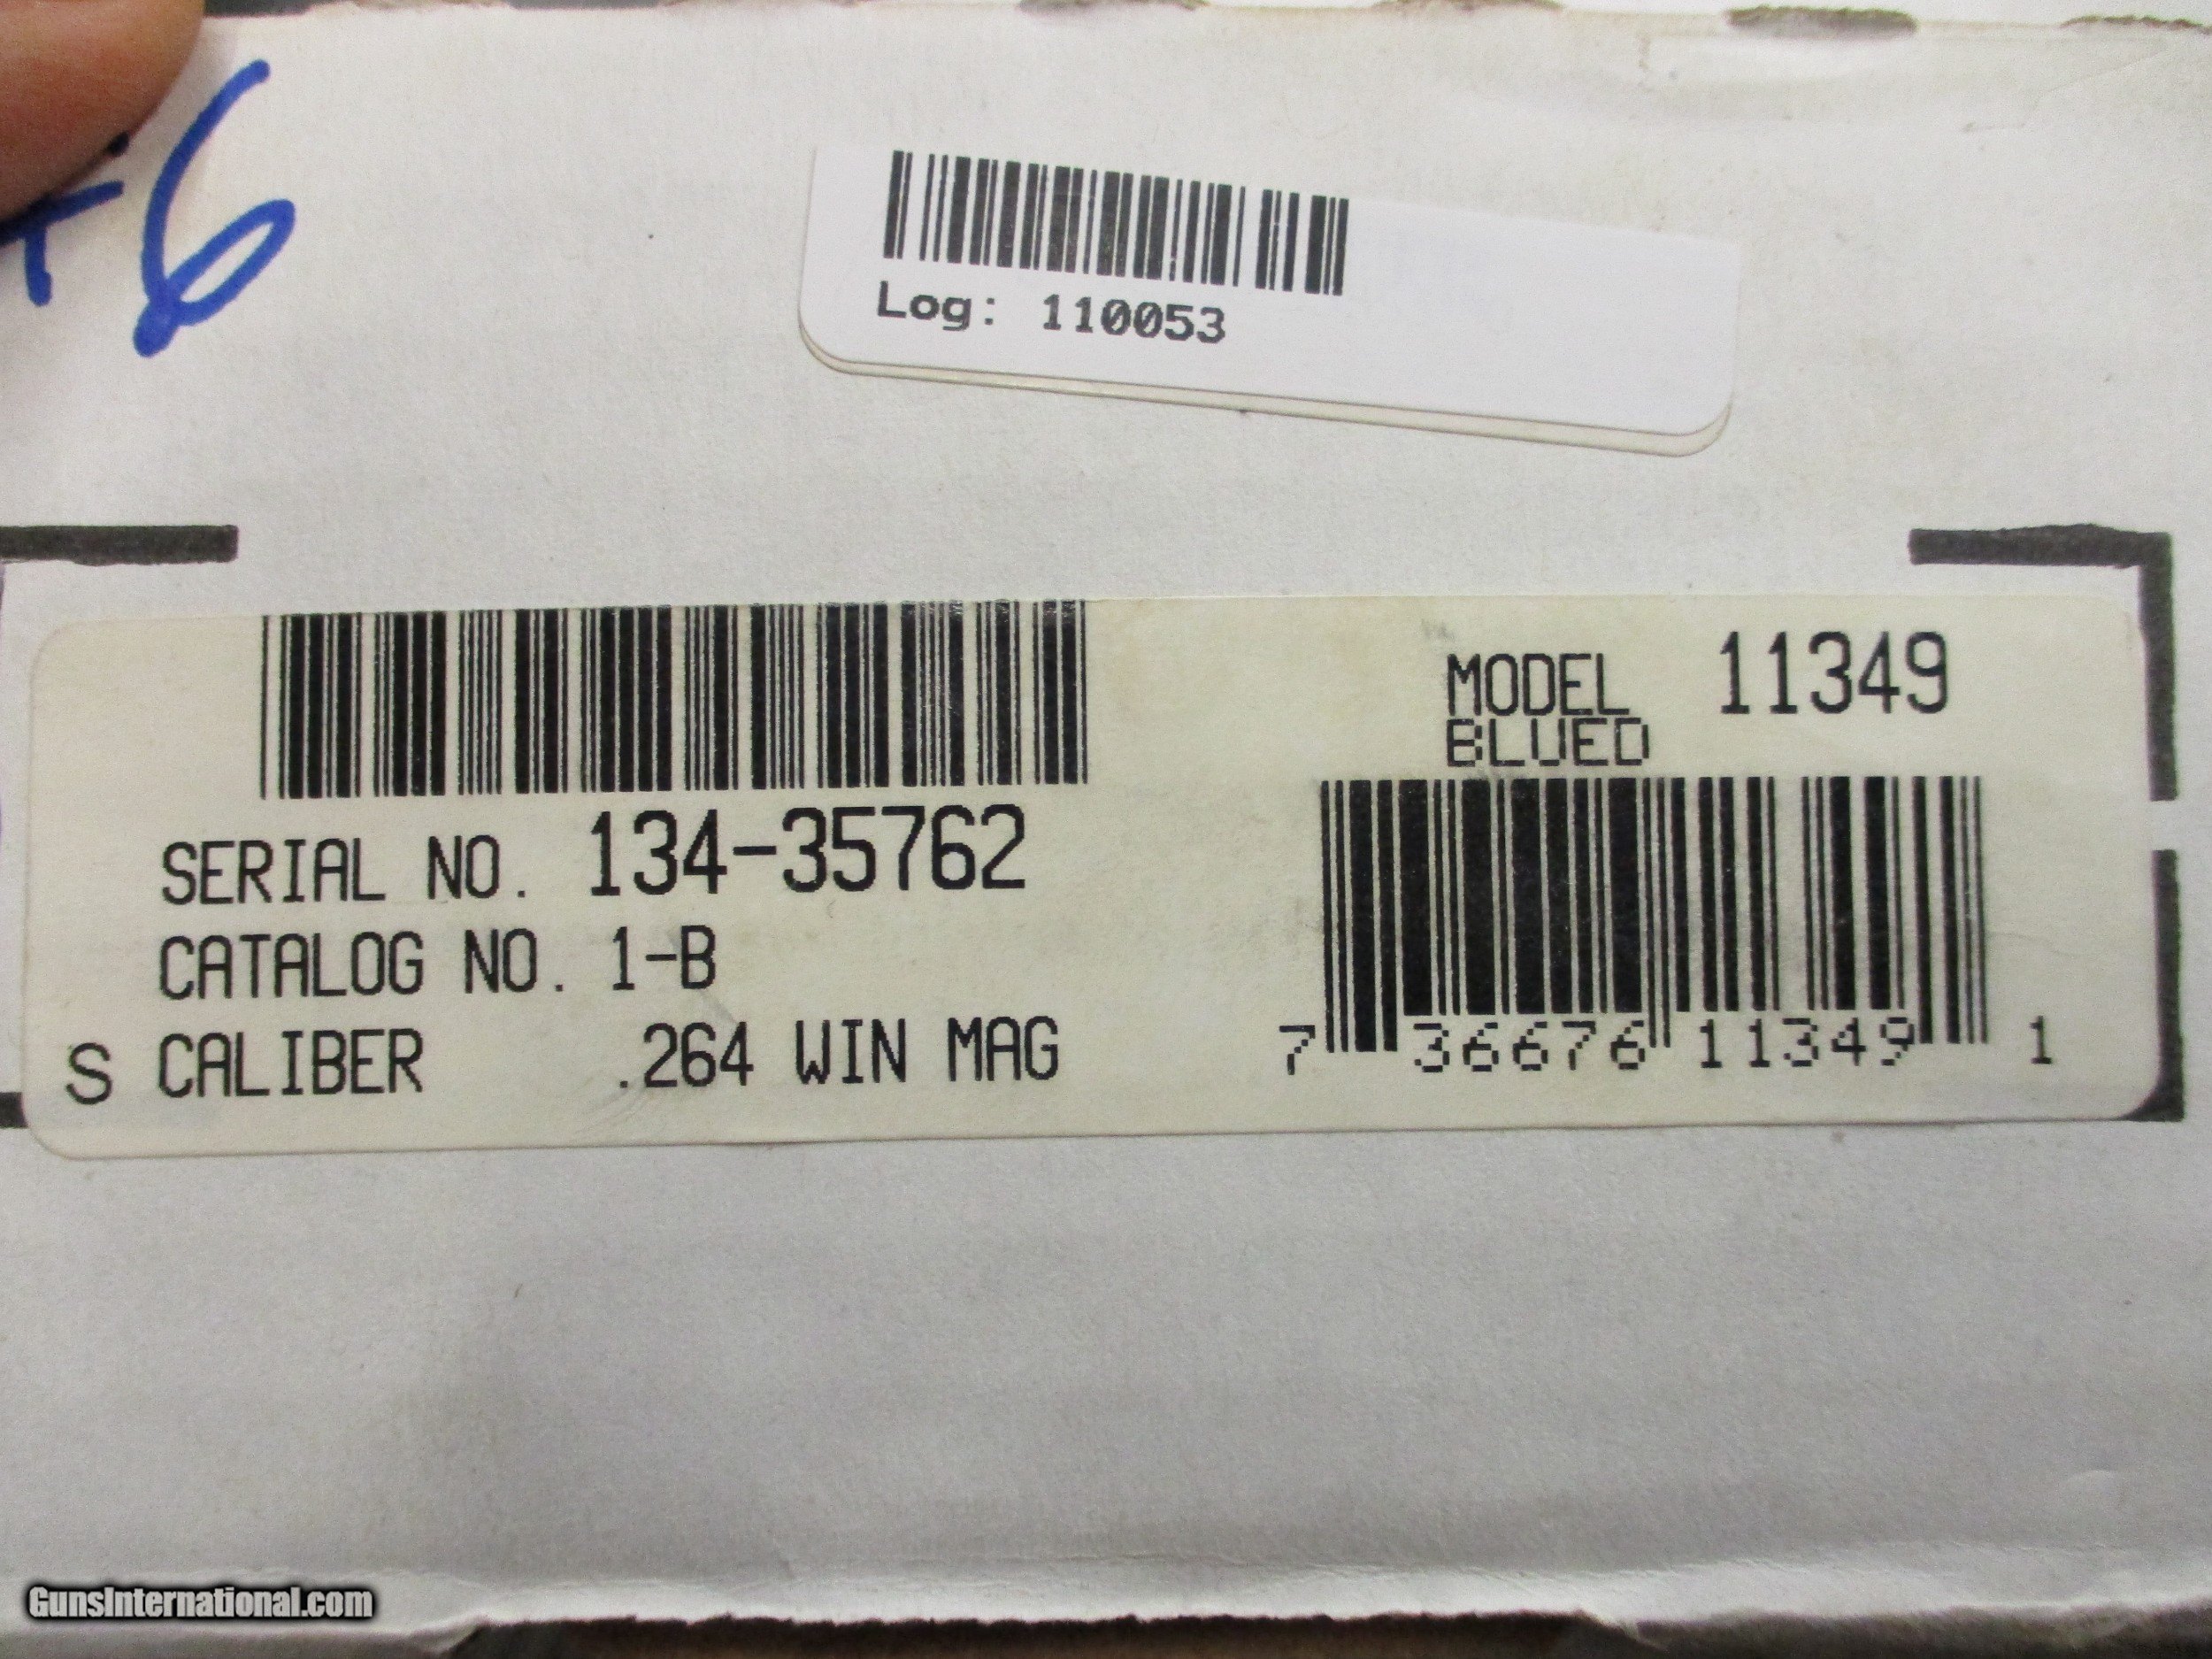 6
Log: 110053
MODEL 11349
BLUED
SERIAL NO. 134-35762
CATALOG NO. 1-B
S CALIBER .264 WIN MAG
7 36676 11349 1
GunsInternational.com